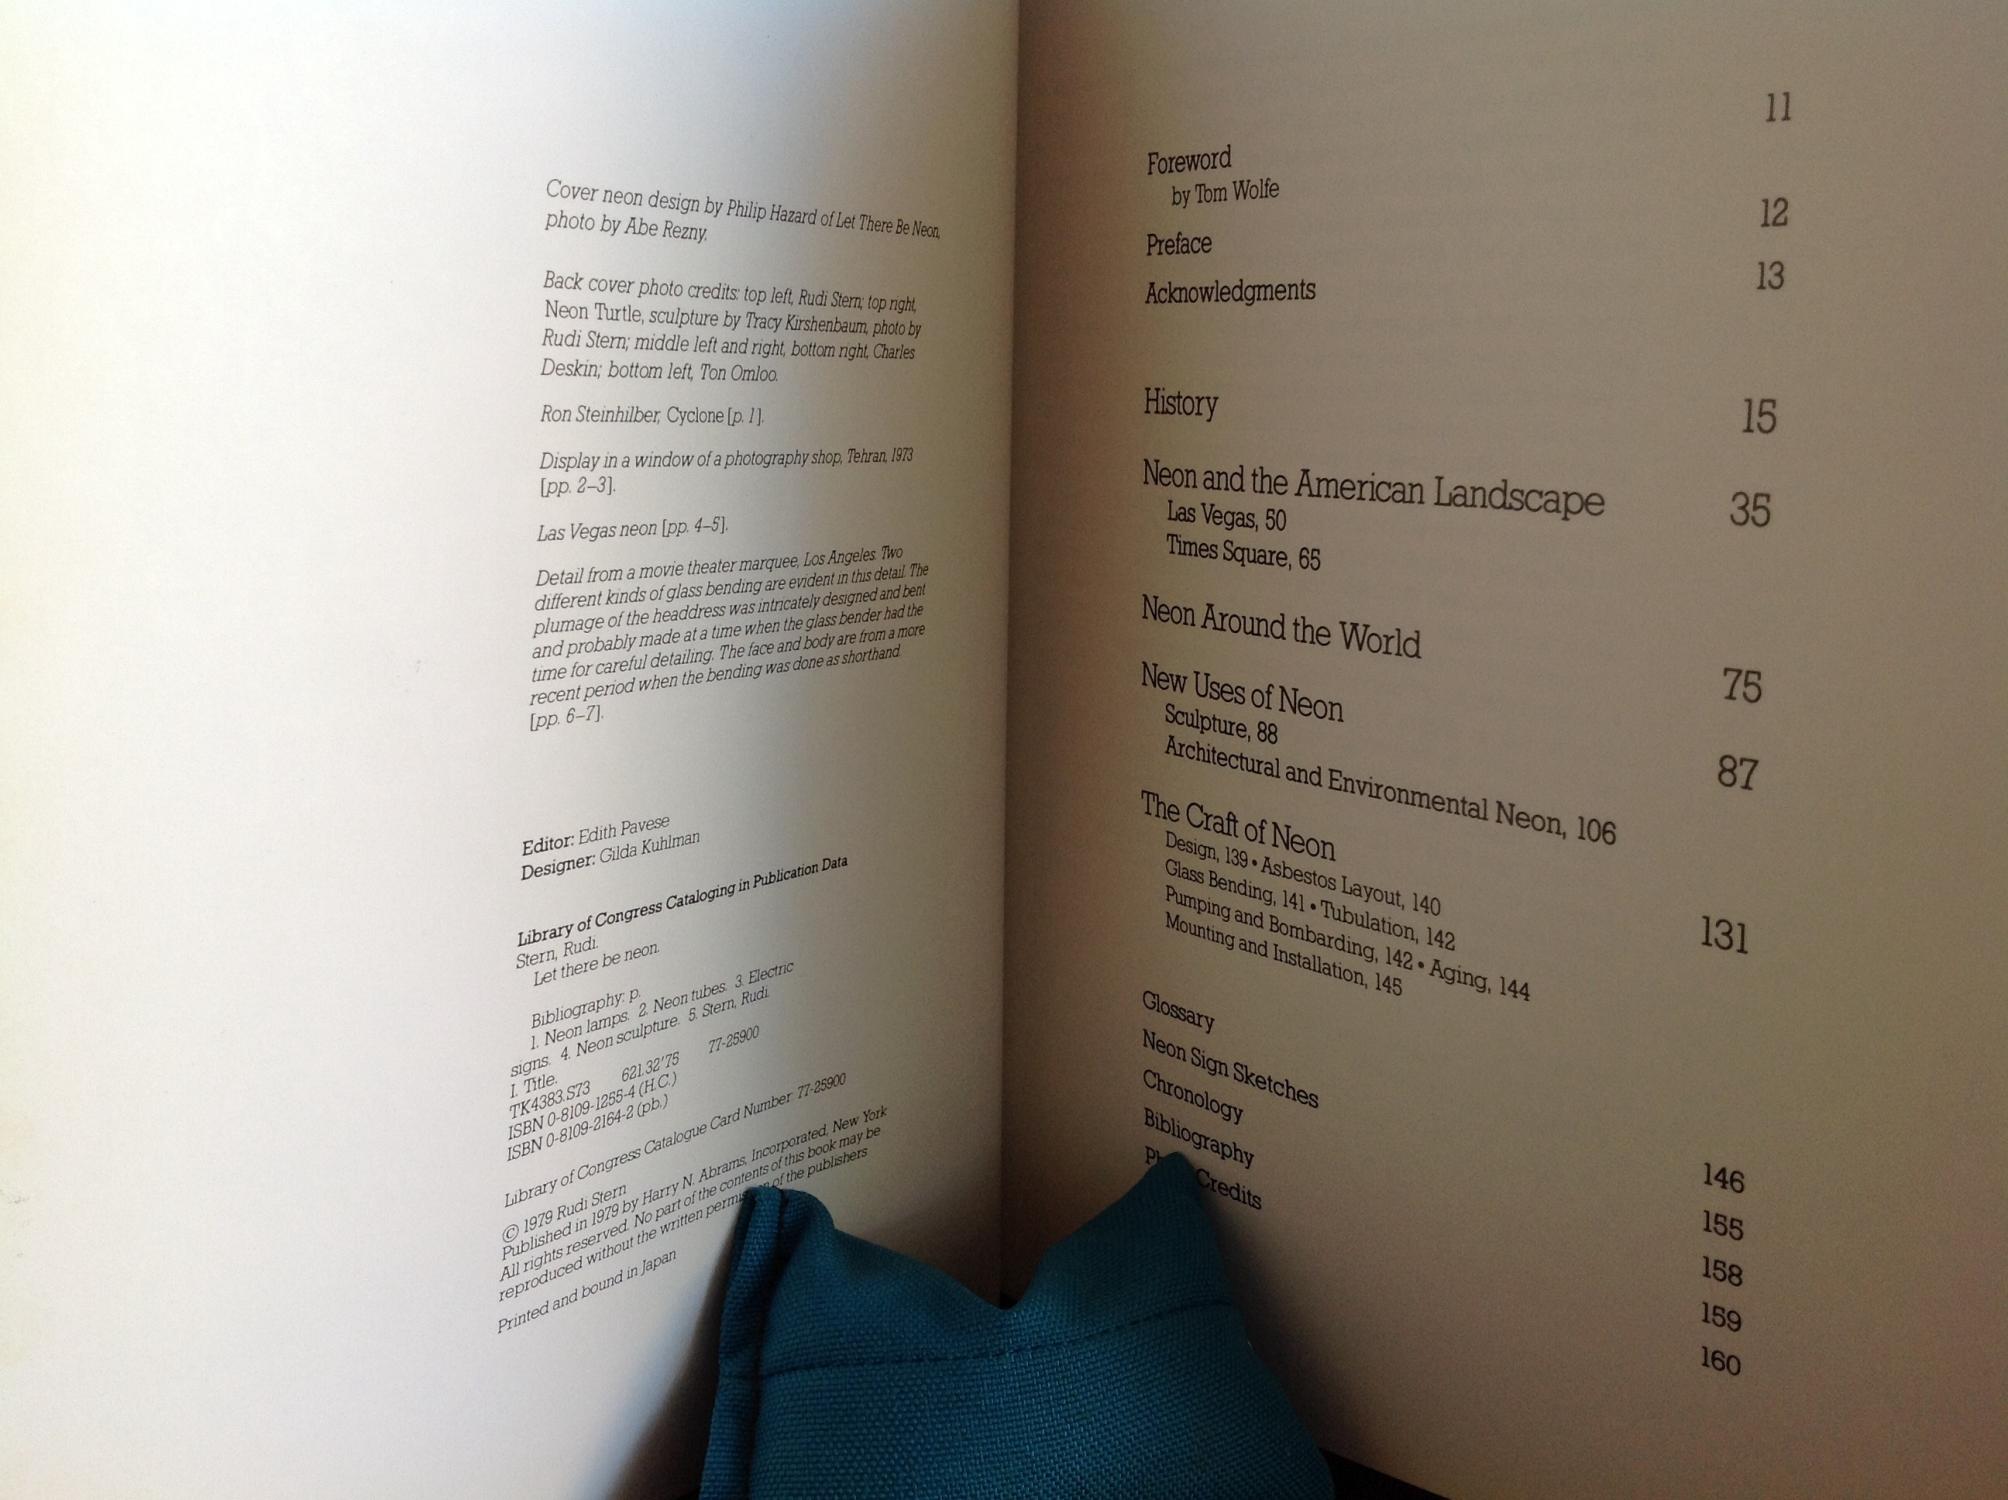 Cover neon design by Philip Hazard of Let There Be Neon,
photo by Abe Rezny.
Back cover photo credits: top left, Rudi Stern; top right,
Neon Turtle, sculpture by Tracy Kirshenbaum, photo by
Rudi Stern; middle left and right, bottom right, Charles
Deskin; bottom left, Ton Omloo.
Ron Steinhilber, Cyclone [p. 1].
Display in a window of a photography shop, Tehran, 1973
[pp. 2–3].
Las Vegas neon [pp. 4–5].
Detail from a movie theater marquee, Los Angeles. Two
different kinds of glass bending are evident in this detail. The
plumage of the headdress was intricately designed and bent
and probably made at a time when the glass bender had the
time for careful detailing. The face and body are from a more
recent period when the bending was done as shorthand
[pp. 6–7].
Editor: Edith Pavese
Designer: Gilda Kuhlman
Library of Congress Cataloging in Publication Data
Stern, Rudi.
Let there be neon.
Bibliography: p.
1. Neon lamps. 2. Neon tubes. 3. Electric
signs. 4. Neon sculpture. 5. Stern, Rudi.
I. Title.
TK4383.S73 621.32'75 77-25900
ISBN 0-8109-1255-4 (H.C.)
ISBN 0-8109-2164-2 (pb.)
Library of Congress Catalogue Card Number: 77-25900
© 1979 Rudi Stern
Published in 1979 by Harry N. Abrams, Incorporated, New York
All rights reserved. No part of the contents of this book may be
reproduced without the written permission of the publishers
Printed and bound in Japan
Foreword 11
by Tom Wolfe
Preface 12
Acknowledgments 13
History 15
Neon and the American Landscape 35
Las Vegas, 50
Times Square, 65
Neon Around the World 75
New Uses of Neon 87
Sculpture, 88
Architectural and Environmental Neon, 106
The Craft of Neon 131
Design, 139 • Asbestos Layout, 140
Glass Bending, 141 • Tubulation, 142
Pumping and Bombarding, 142 • Aging, 144
Mounting and Installation, 145
Glossary 146
Neon Sign Sketches 155
Chronology 158
Bibliography 159
Credits 160